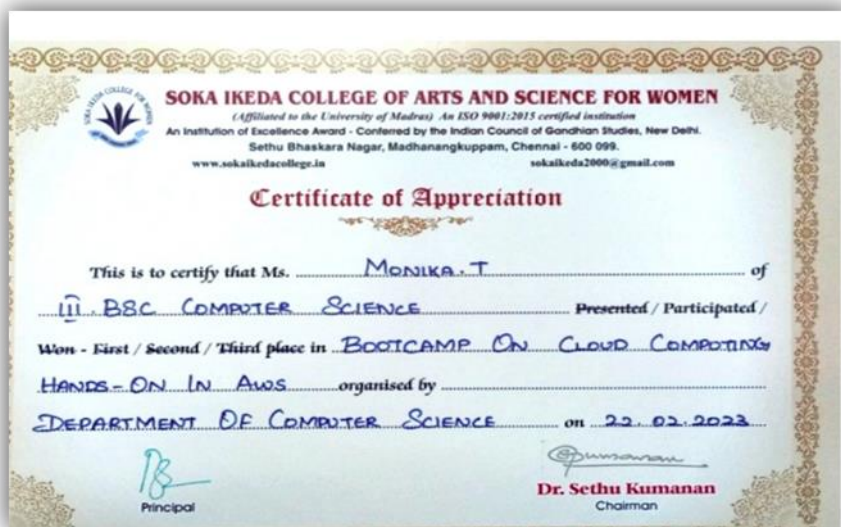 SOKA IKEDA COLLEGE OF ARTS AND SCIENCE FOR WOMEN
(Affiliated to the University of Madras) An ISO 9001:2015 certified institution
An Institution of Excellence Award - Conferred by the Indian Council of Gandhian Studies, New Delhi.
Sethu Bhaskara Nagar, Madhanangkuppam, Chennai - 600 099.
www.sokaikedacollege.in sokaikeda2000@gmail.com
SOKA IKEDA COLLEGE FOR WOMEN
Certificate of Appreciation
This is to certify that Ms. MONIKA.T of
III. BSC COMPUTER SCIENCE Presented / Participated /
Won - First / Second / Third place in BOOTCAMP ON CLOUD COMPUTING
HANDS-ON IN AWS organised by
DEPARTMENT OF COMPUTER SCIENCE on 22.02.2023
Principal
Dr. Sethu Kumanan
Chairman